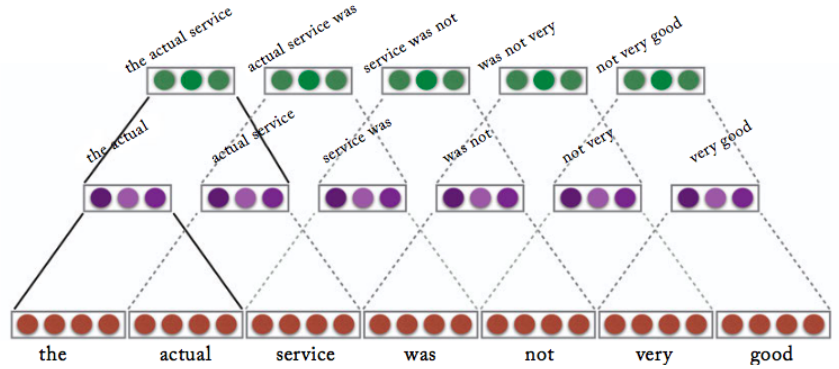 the actual service
actual service was
service was not
was not very
not very good
the actual
actual service
service was
was not
not very
very good
the
actual
service
was
not
very
good